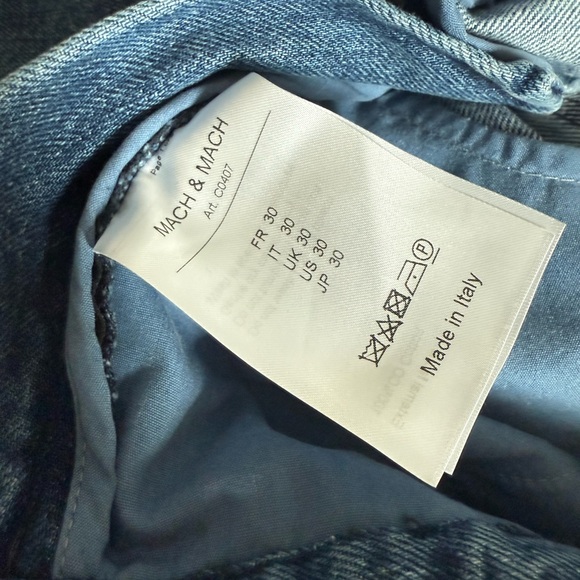 MACH & MACH
Art. C0407
FR 30
IT 30
UK 30
US 30
JP 30
P
Made in Italy